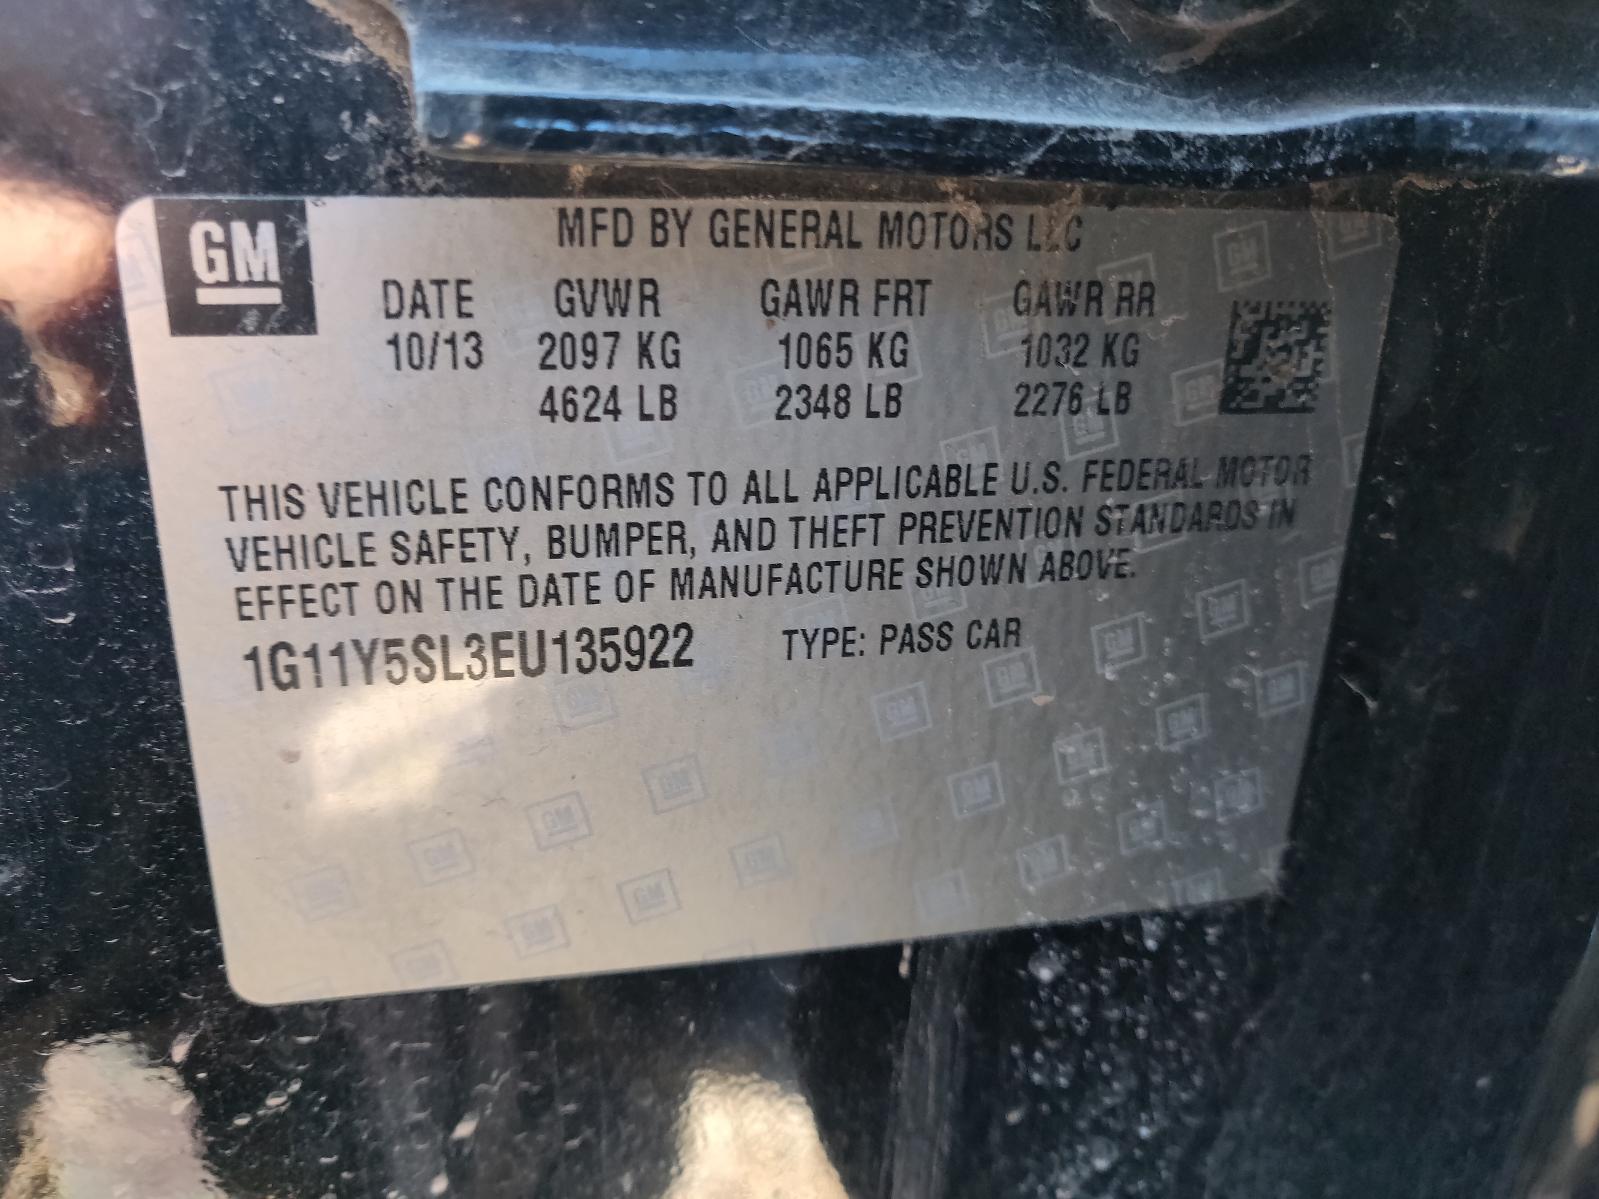 GM
MFD BY GENERAL MOTORS LLC
DATE GVWR GAWR FRT GAWR RR
10/13 2097 KG 1065 KG 1032 KG
4624 LB 2348 LB 2276 LB
THIS VEHICLE CONFORMS TO ALL APPLICABLE U.S. FEDERAL MOTOR
VEHICLE SAFETY, BUMPER, AND THEFT PREVENTION STANDARDS IN
EFFECT ON THE DATE OF MANUFACTURE SHOWN ABOVE.
1G11Y5SL3EU135922 TYPE: PASS CAR